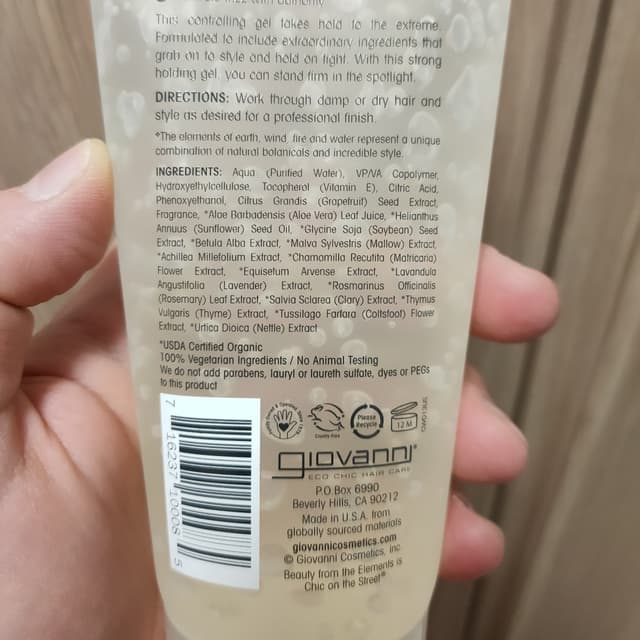 frizz with authority
This controlling gel takes hold to the extreme.
Formulated to include extraordinary ingredients that
grab on to style and hold on tight. With this strong
holding gel, you can stand firm in the spotlight.
DIRECTIONS: Work through damp or dry hair and
style as desired for a professional finish.
*The elements of earth, wind, fire and water represent a unique
combination of natural botanicals and incredible style.
INGREDIENTS: Aqua (Purified Water), VP/VA Copolymer,
Hydroxyethylcellulose, Tocopherol (Vitamin E), Citric Acid,
Phenoxyethanol, Citrus Grandis (Grapefruit) Seed Extract,
Fragrance, *Aloe Barbadensis (Aloe Vera) Leaf Juice, *Helianthus
Annuus (Sunflower) Seed Oil, *Glycine Soja (Soybean) Seed
Extract, *Betula Alba Extract, *Malva Sylvestris (Mallow) Extract,
*Achillea Millefolium Extract, *Chamomilla Recutita (Matricaria)
Flower Extract, *Equisetum Arvense Extract, *Lavandula
Angustifolia (Lavender) Extract, *Rosmarinus Officinalis
(Rosemary) Leaf Extract, *Salvia Sclarea (Clary) Extract, *Thymus
Vulgaris (Thyme) Extract, *Tussilago Farfara (Coltsfoot) Flower
Extract, *Urtica Dioica (Nettle) Extract
*USDA Certified Organic
100% Vegetarian Ingredients / No Animal Testing
We do not add parabens, lauryl or laureth sulfate, dyes or PEGs
to this product
7 16237 10008 5
Cruelty Free
Please
Recycle
12 M
giovanni®
ECO CHIC HAIR CARE
P.O.Box 6990
Beverly Hills, CA 90212
Made in U.S.A. from
globally sourced materials
giovannicosmetics.com
© Giovanni Cosmetics, Inc.
Beauty from the Elements is
Chic on the Street®